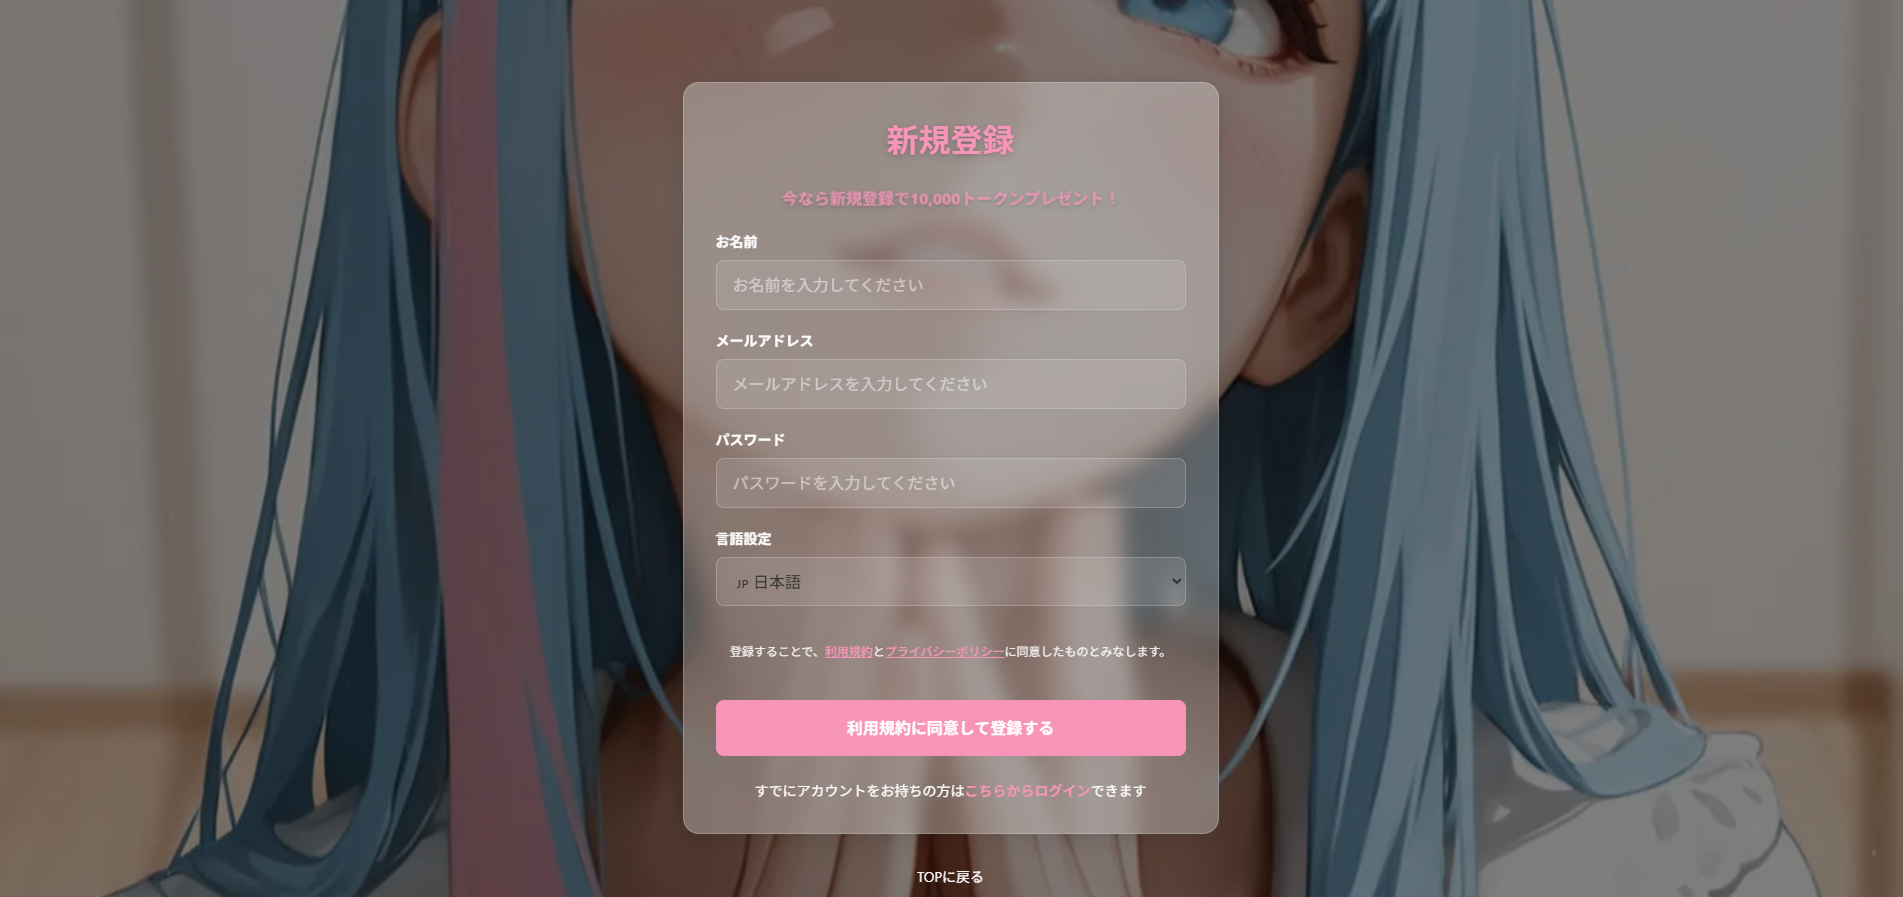 新規登録
今なら新規登録で10,000トークンプレゼント！
お名前
お名前を入力してください
メールアドレス
メールアドレスを入力してください
パスワード
パスワードを入力してください
言語設定
JP 日本語
登録することで、利用規約とプライバシーポリシーに同意したものとみなします。
利用規約に同意して登録する
すでにアカウントをお持ちの方はこちらからログインできます
TOPに戻る